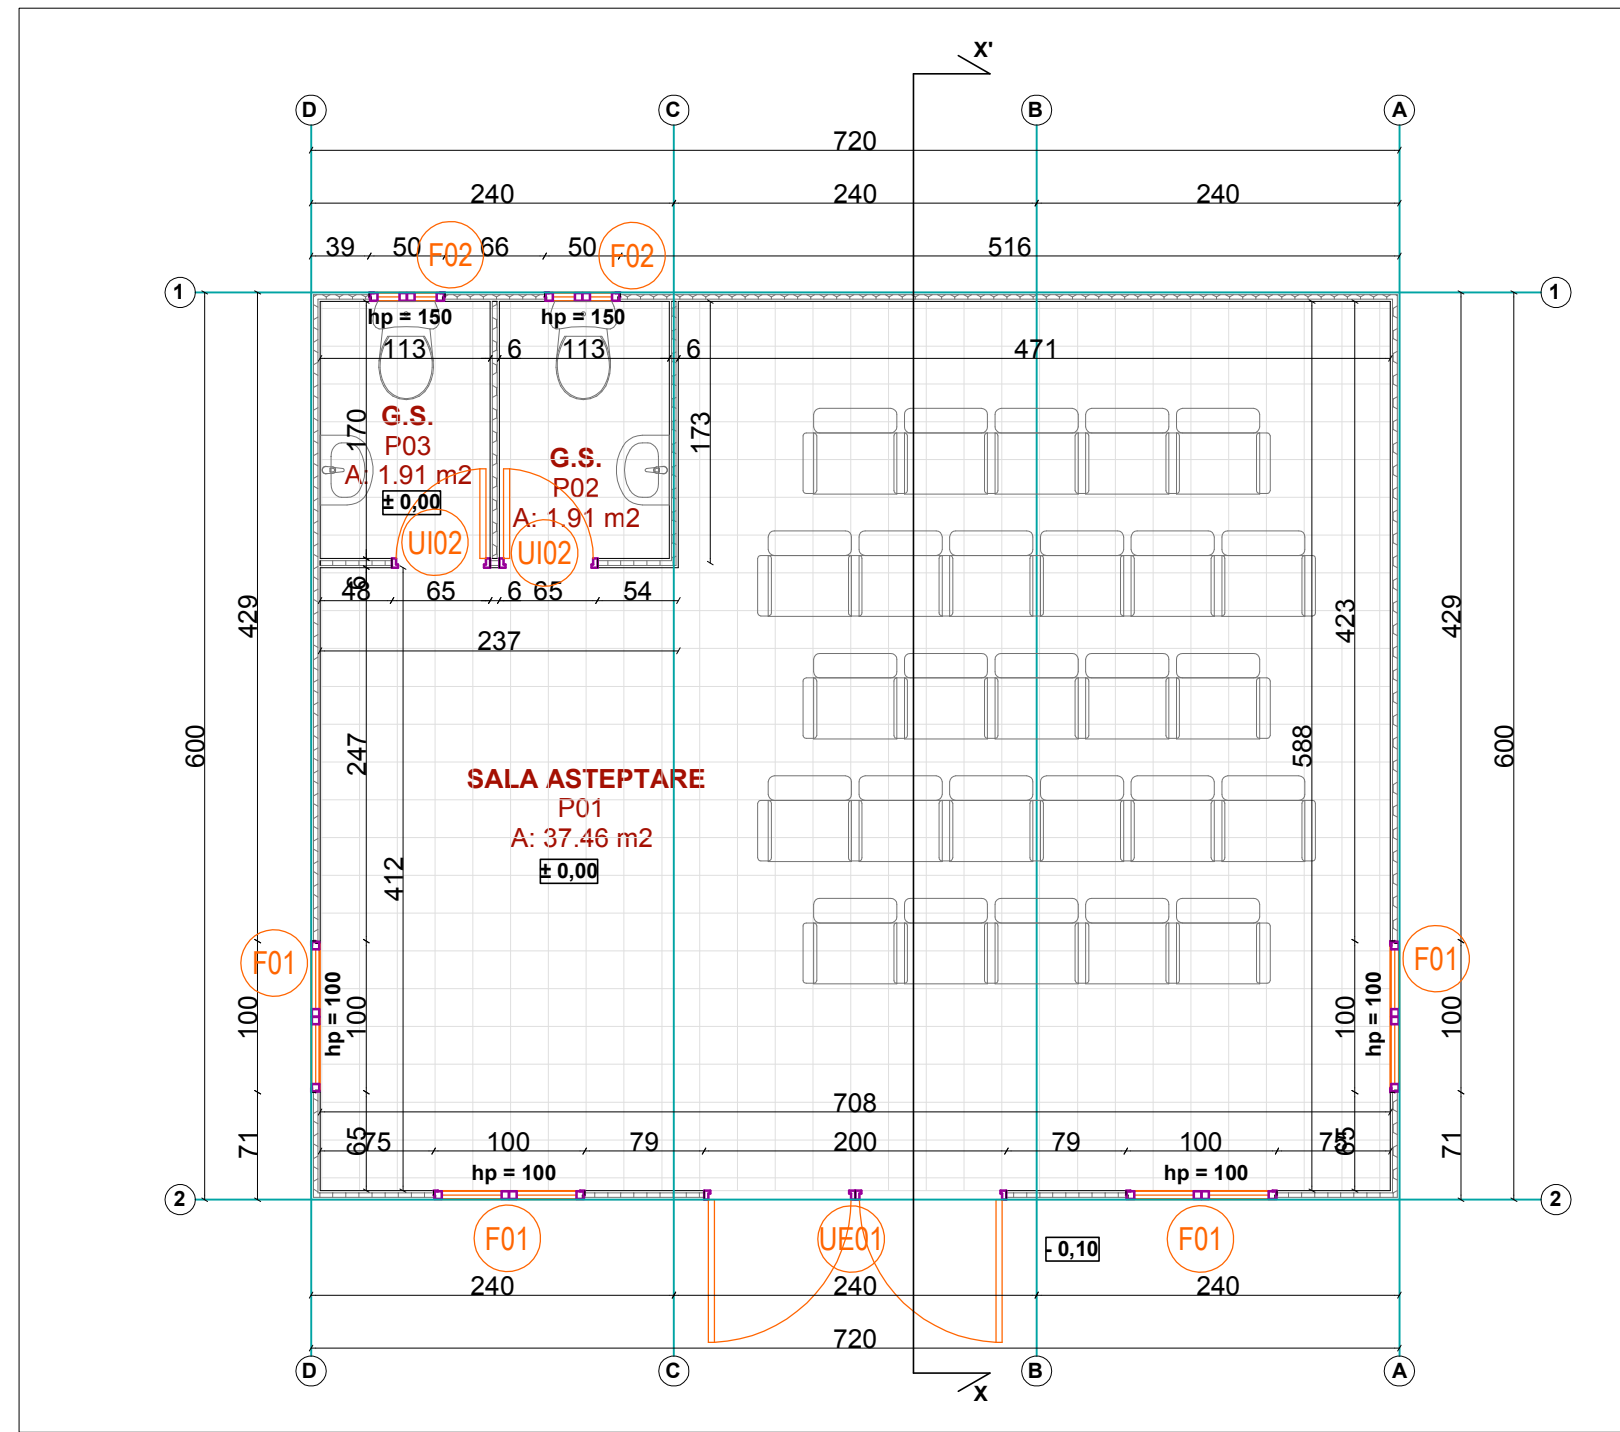 X'
D C B A
720
240 240 240
39 50 F02 66 50 F02 516
1 1
hp = 150 hp = 150
113 6 113 6 471
170 173
G.S.
P03
A: 1.91 m2
± 0,00
G.S.
P02
A: 1.91 m2
UI02 UI02
6
48 65 6 65 54
429 423 429
237
600 247 588 600
SALA ASTEPTARE
P01
A: 37.46 m2
± 0,00
412
F01 F01
100 hp = 100 100 100 hp = 100 100
708
71 65 75 100 79 200 79 100 75 65 71
hp = 100 hp = 100
2 2
F01 UE01 F01
- 0,10
240 240 240
720
D C B A
X